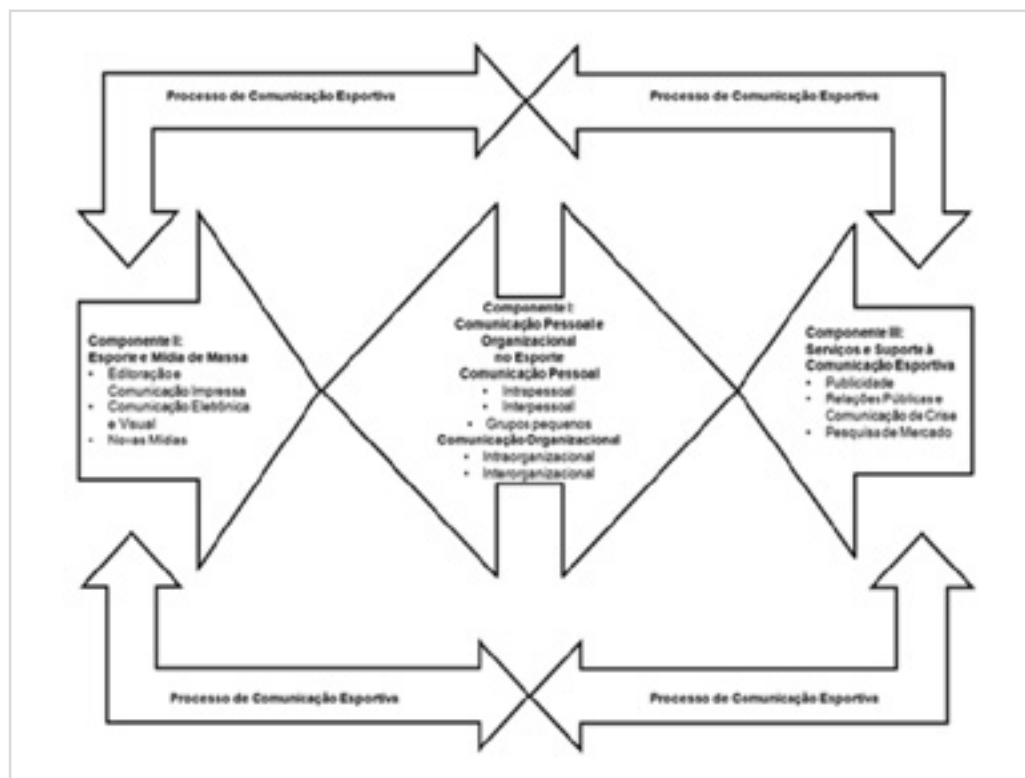 Processo de Comunicação Esportiva
Processo de Comunicação Esportiva
Componente II:
Esporte e Mídia de Massa
• Editoração e
Comunicação Impressa
• Comunicação Eletrônica
e Visual
• Novas Mídias
Componente I:
Comunicação Pessoal e
Organizacional
no Esporte
Comunicação Pessoal
• Intrapessoal
• Interpessoal
• Grupos pequenos
Comunicação Organizacional
• Intraorganizacional
• Interorganizacional
Componente III:
Serviços e Suporte à
Comunicação Esportiva
• Publicidade
• Relações Públicas e
Comunicação de Crise
• Pesquisa de Mercado
Processo de Comunicação Esportiva
Processo de Comunicação Esportiva